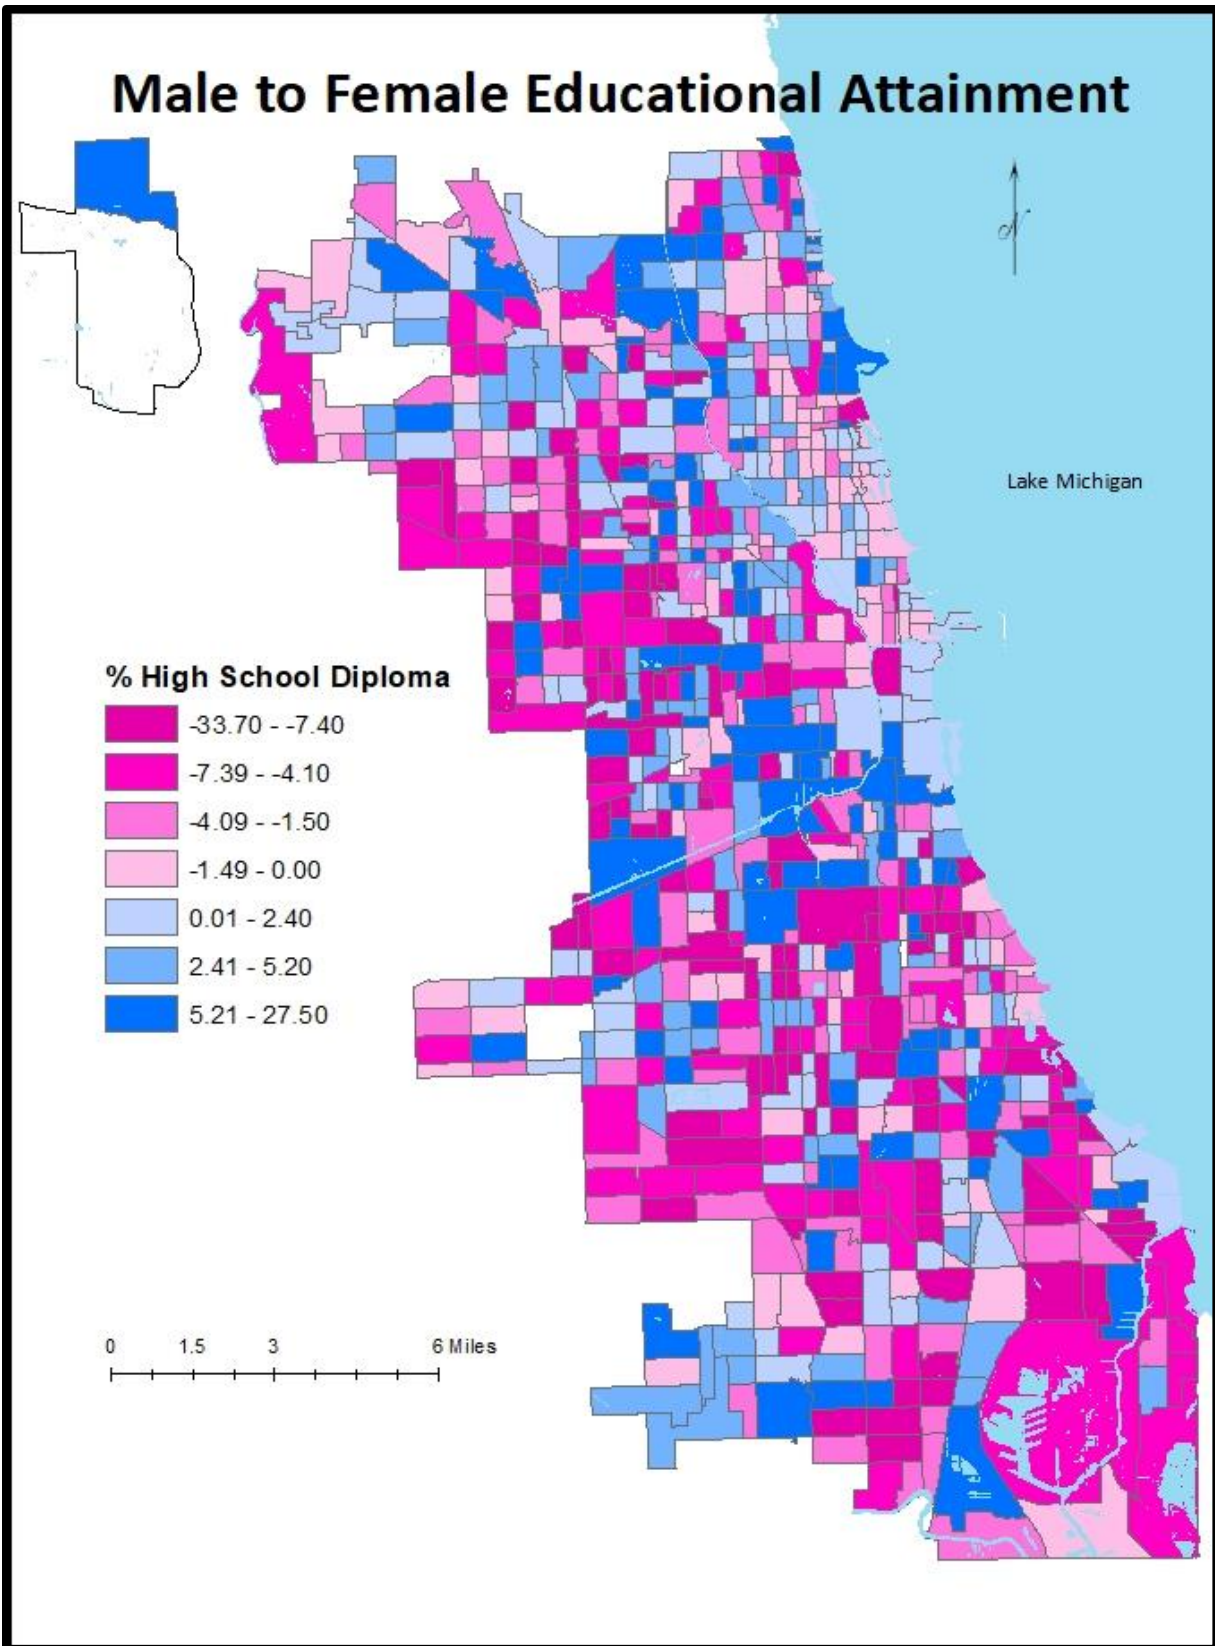 Male to Female Educational Attainment
N
Lake Michigan
% High School Diploma
-33.70 - -7.40
-7.39 - -4.10
-4.09 - -1.50
-1.49 - 0.00
0.01 - 2.40
2.41 - 5.20
5.21 - 27.50
0 1.5 3 6 Miles